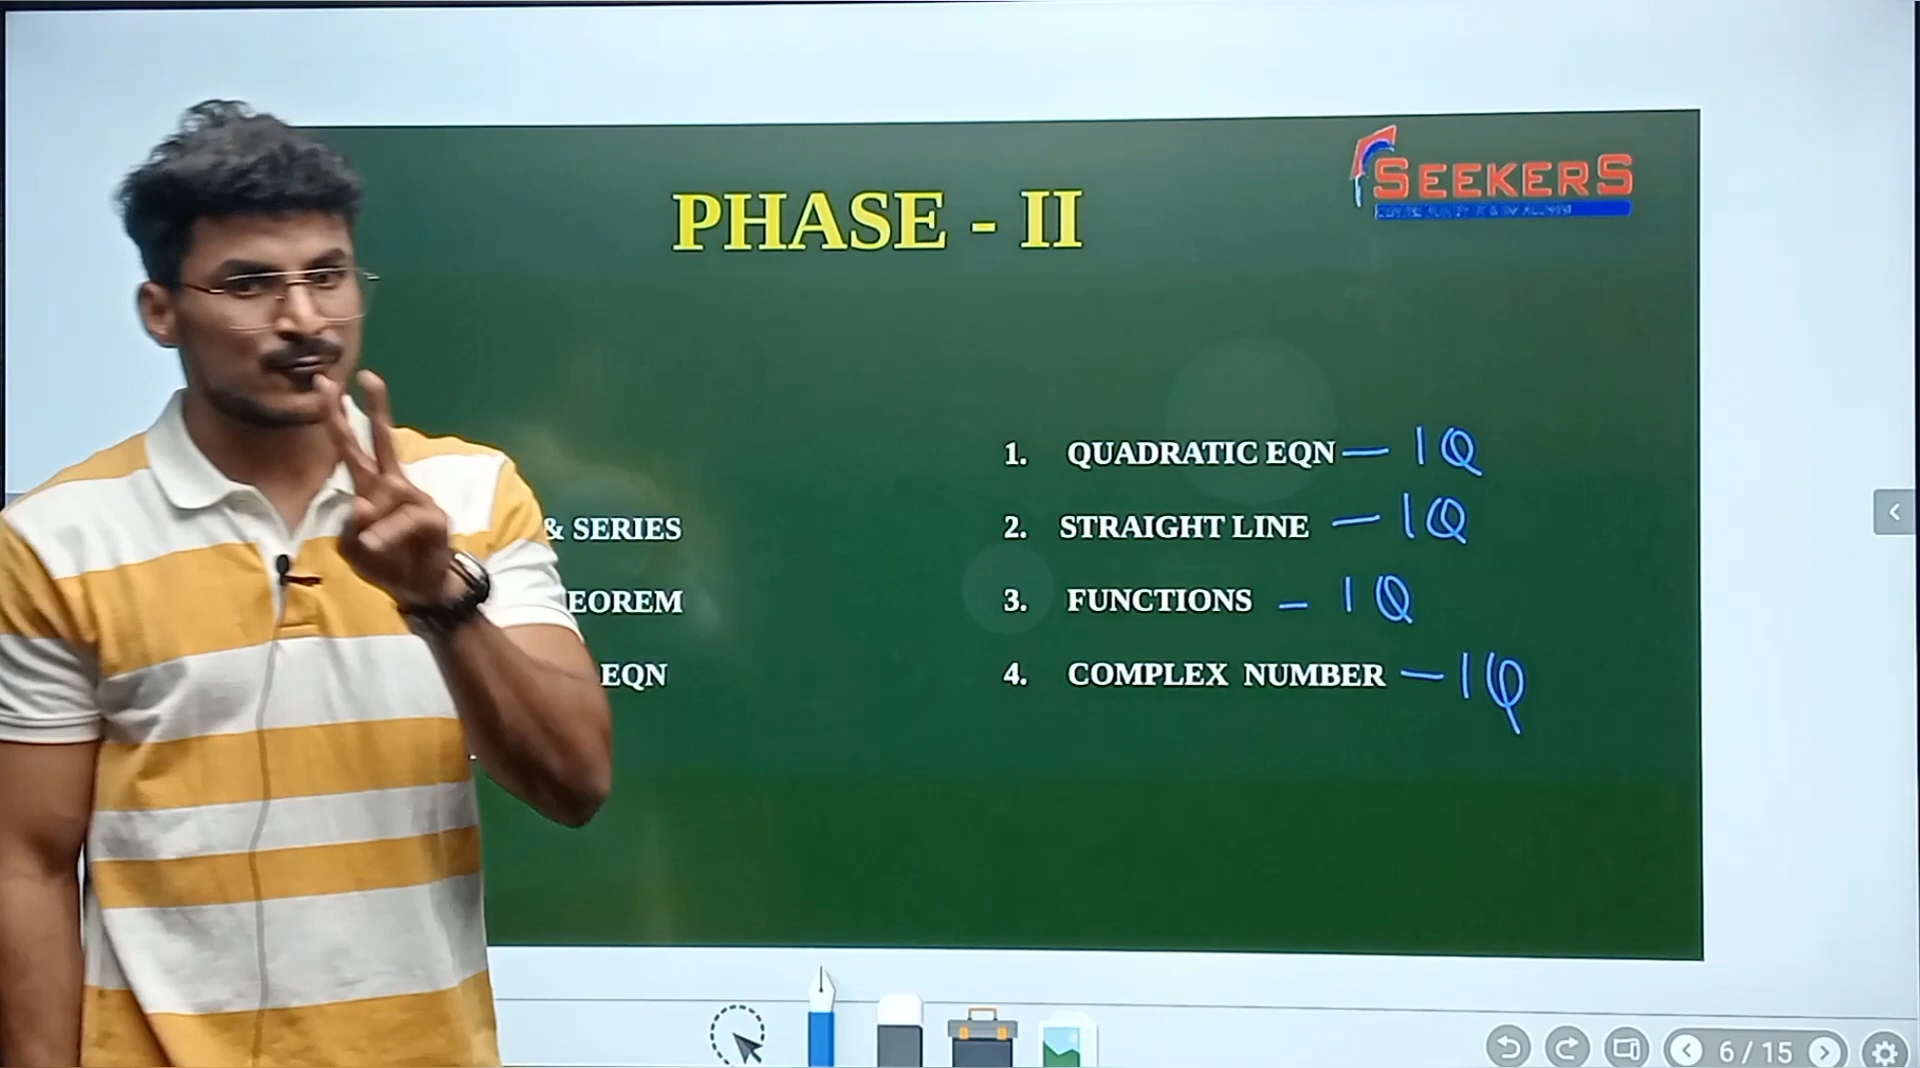 PHASE - II
SEEKERS
& SERIES
EOREM
EQN
1. QUADRATIC EQN — 1Q
2. STRAIGHT LINE — 1Q
3. FUNCTIONS — 1Q
4. COMPLEX NUMBER — 1Q
6 / 15